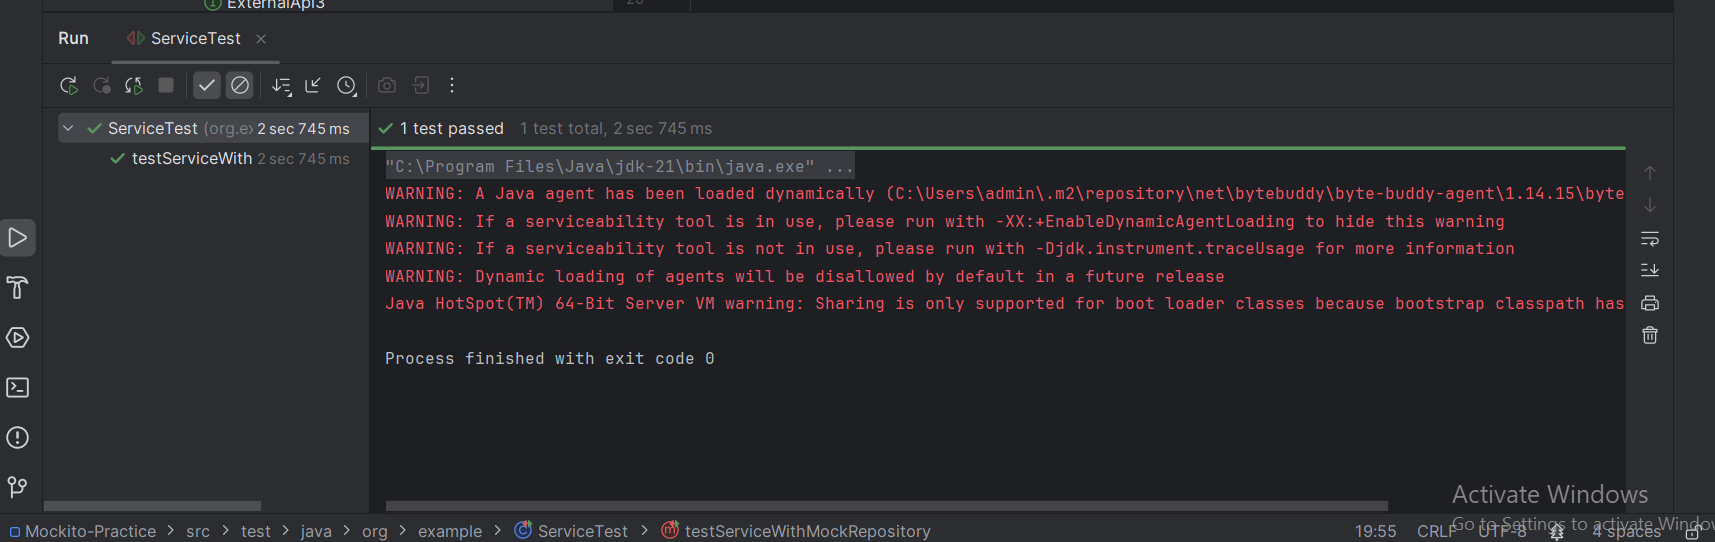 ExternalApi3
Run
ServiceTest
ServiceTest (org.e 2 sec 745 ms
testServiceWith 2 sec 745 ms
1 test passed 1 test total, 2 sec 745 ms
"C:\Program Files\Java\jdk-21\bin\java.exe" ...
WARNING: A Java agent has been loaded dynamically (C:\Users\admin\.m2\repository\net\bytebuddy\byte-buddy-agent\1.14.15\byte
WARNING: If a serviceability tool is in use, please run with -XX:+EnableDynamicAgentLoading to hide this warning
WARNING: If a serviceability tool is not in use, please run with -Djdk.instrument.traceUsage for more information
WARNING: Dynamic loading of agents will be disallowed by default in a future release
Java HotSpot(TM) 64-Bit Server VM warning: Sharing is only supported for boot loader classes because bootstrap classpath has
Process finished with exit code 0
Activate Windows
Go to Settings to activate Window
Mockito-Practice > src > test > java > org > example > ServiceTest > testServiceWithMockRepository 19:55 CRLF UTF-8 4 spaces